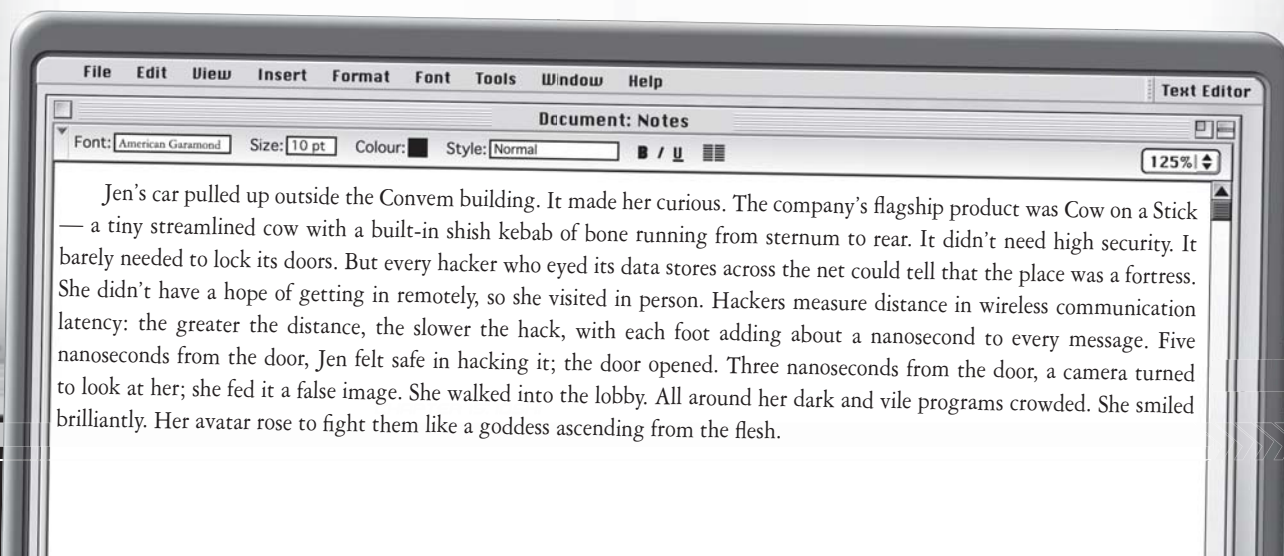 File Edit View Insert Format Font Tools Window Help
Text Editor
Document: Notes
Font: American Garamond Size: 10 pt Colour: Style: Normal B I U
125%
Jen's car pulled up outside the Convem building. It made her curious. The company's flagship product was Cow on a Stick
— a tiny streamlined cow with a built-in shish kebab of bone running from sternum to rear. It didn't need high security. It
barely needed to lock its doors. But every hacker who eyed its data stores across the net could tell that the place was a fortress.
She didn't have a hope of getting in remotely, so she visited in person. Hackers measure distance in wireless communication
latency: the greater the distance, the slower the hack, with each foot adding about a nanosecond to every message. Five
nanoseconds from the door, Jen felt safe in hacking it; the door opened. Three nanoseconds from the door, a camera turned
to look at her; she fed it a false image. She walked into the lobby. All around her dark and vile programs crowded. She smiled
brilliantly. Her avatar rose to fight them like a goddess ascending from the flesh.